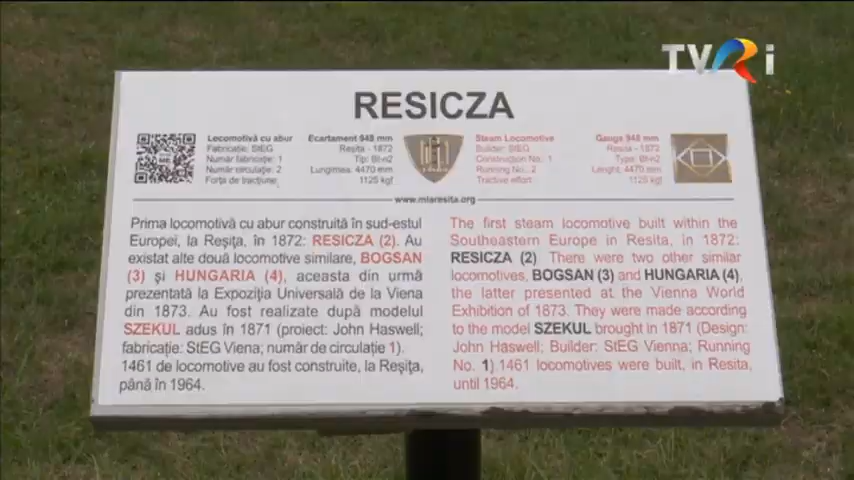 TVRi
RESICZA
Locomotivă cu abur
Fabricație: StEG
Număr fabricație: 1
Număr circulație: 2
Forța de tracțiune:
Ecartament 948 mm
Reșița - 1872
Tip: Bt-n2
Lungimea: 4470 mm
1125 kgf
Steam Locomotive
Builder: StEG
Construction No.: 1
Running No.: 2
Tractive effort:
Gauge 948 mm
Resita - 1872
Type: Bt-n2
Lenght: 4470 mm
1125 kgf
www.mlaresita.org
Prima locomotivă cu abur construită în sud-estul
Europei, la Reșița, în 1872: RESICZA (2). Au
existat alte două locomotive similare, BOGSAN
(3) și HUNGARIA (4), aceasta din urmă
prezentată la Expoziția Universală de la Viena
din 1873. Au fost realizate după modelul
SZEKUL adus în 1871 (proiect: John Haswell;
fabricație: StEG Viena; număr de circulație 1).
1461 de locomotive au fost construite, la Reșița,
până în 1964.
The first steam locomotive built within the
Southeastern Europe in Resita, in 1872:
RESICZA (2) There were two other similar
locomotives, BOGSAN (3) and HUNGARIA (4),
the latter presented at the Vienna World
Exhibition of 1873. They were made according
to the model SZEKUL brought in 1871 (Design:
John Haswell; Builder: StEG Vienna; Running
No. 1) 1461 locomotives were built, in Resita,
until 1964.